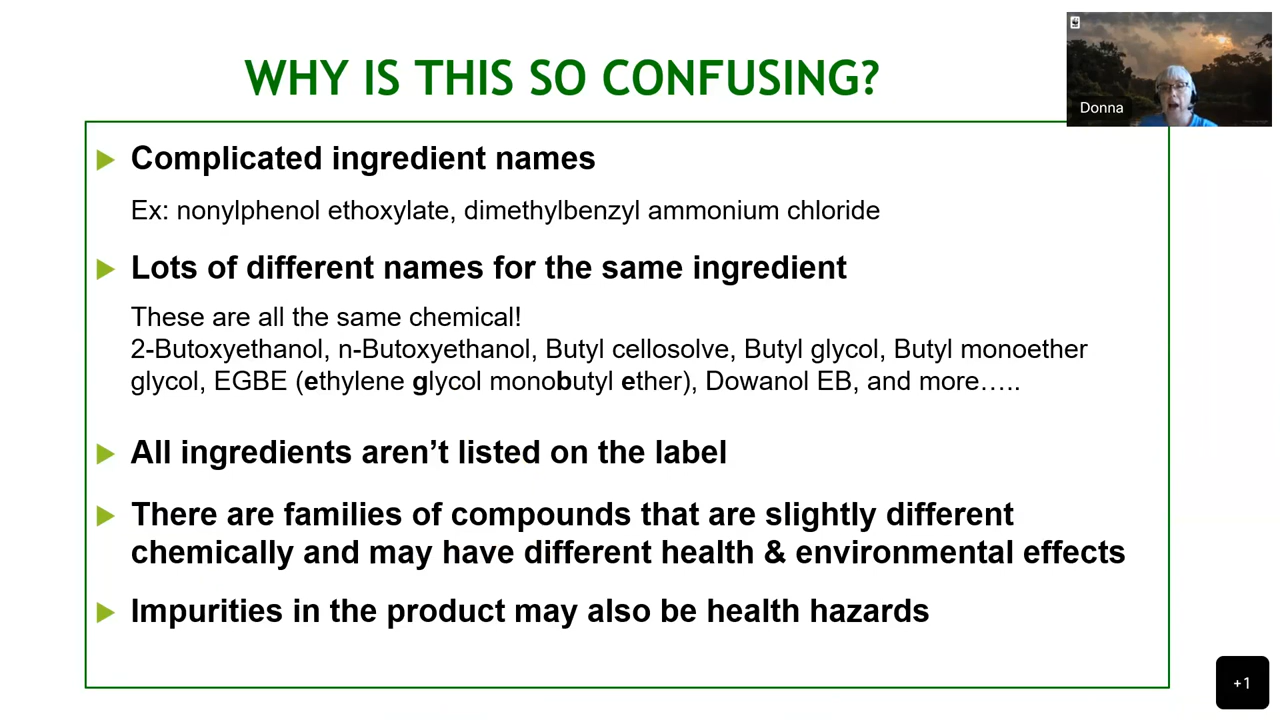 WHY IS THIS SO CONFUSING?
Donna
Complicated ingredient names
Ex: nonylphenol ethoxylate, dimethylbenzyl ammonium chloride
Lots of different names for the same ingredient
These are all the same chemical!
2-Butoxyethanol, n-Butoxyethanol, Butyl cellosolve, Butyl glycol, Butyl monoether
glycol, EGBE (ethylene glycol monobutyl ether), Dowanol EB, and more…..
All ingredients aren’t listed on the label
There are families of compounds that are slightly different
chemically and may have different health & environmental effects
Impurities in the product may also be health hazards
+1